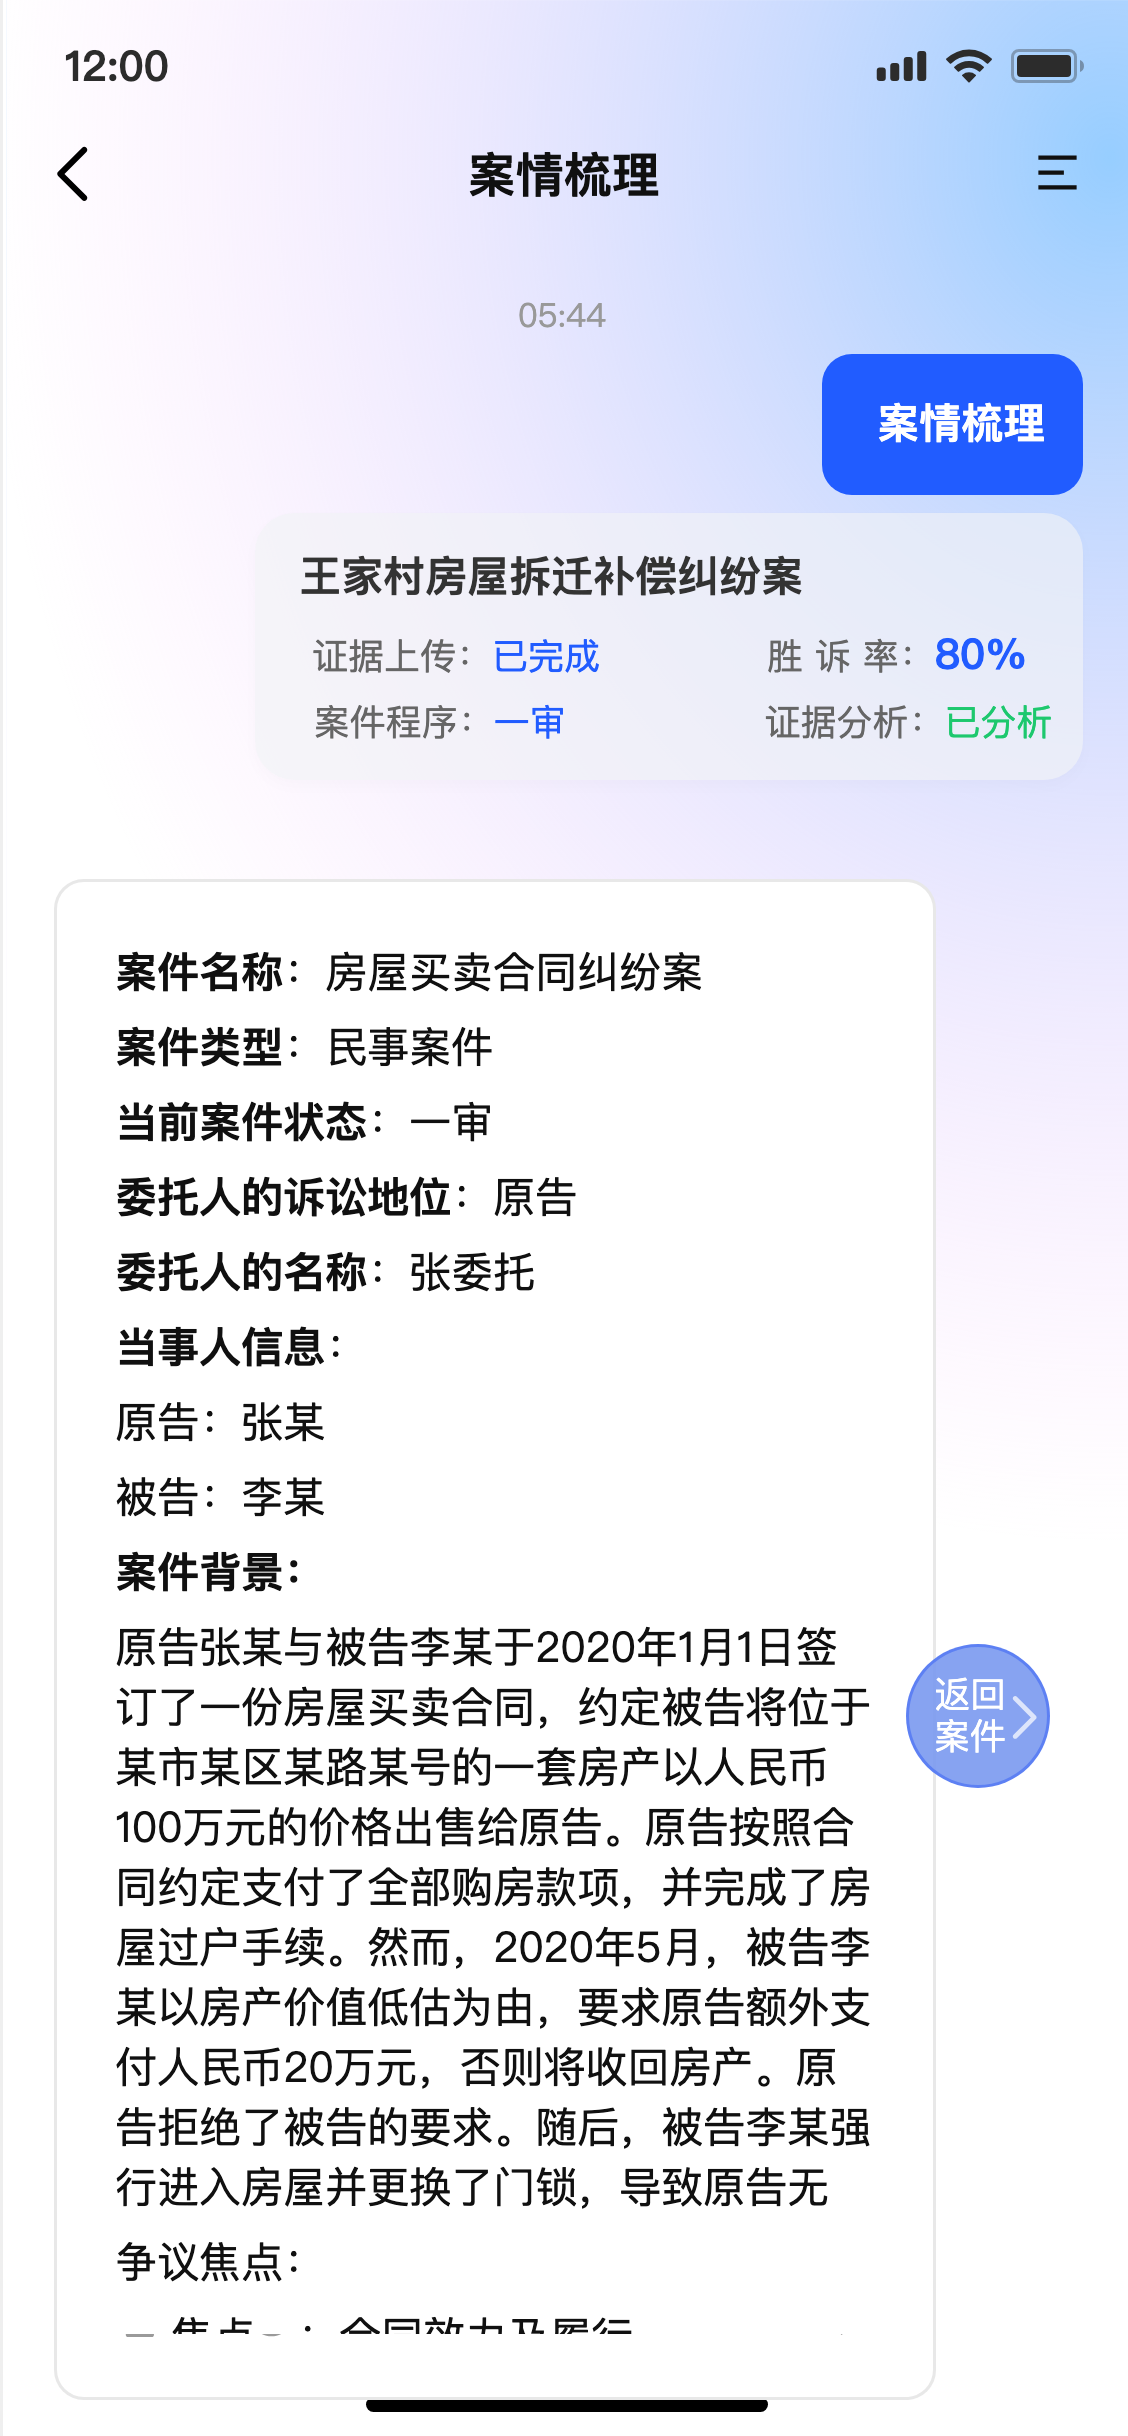 12:00
案情梳理
05:44
案情梳理
王家村房屋拆迁补偿纠纷案
证据上传：已完成 胜 诉 率：80%
案件程序：一审 证据分析：已分析
案件名称：房屋买卖合同纠纷案
案件类型：民事案件
当前案件状态：一审
委托人的诉讼地位：原告
委托人的名称：张委托
当事人信息：
原告：张某
被告：李某
案件背景：
原告张某与被告李某于2020年1月1日签
订了一份房屋买卖合同，约定被告将位于
某市某区某路某号的一套房产以人民币
100万元的价格出售给原告。原告按照合
同约定支付了全部购房款项，并完成了房
屋过户手续。然而，2020年5月，被告李
某以房产价值低估为由，要求原告额外支
付人民币20万元，否则将收回房产。原
告拒绝了被告的要求。随后，被告李某强
行进入房屋并更换了门锁，导致原告无
返回
案件
争议焦点：
：合同效力及履行